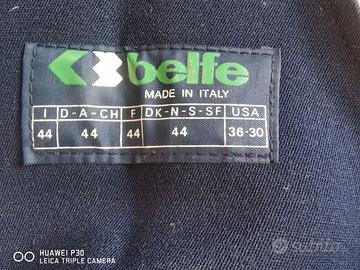 belfe
MADE IN ITALY
I D-A-CH F DK-N-S-SF USA
44 44 44 44 36-30
HUAWEI P30
LEICA TRIPLE CAMERA
subito